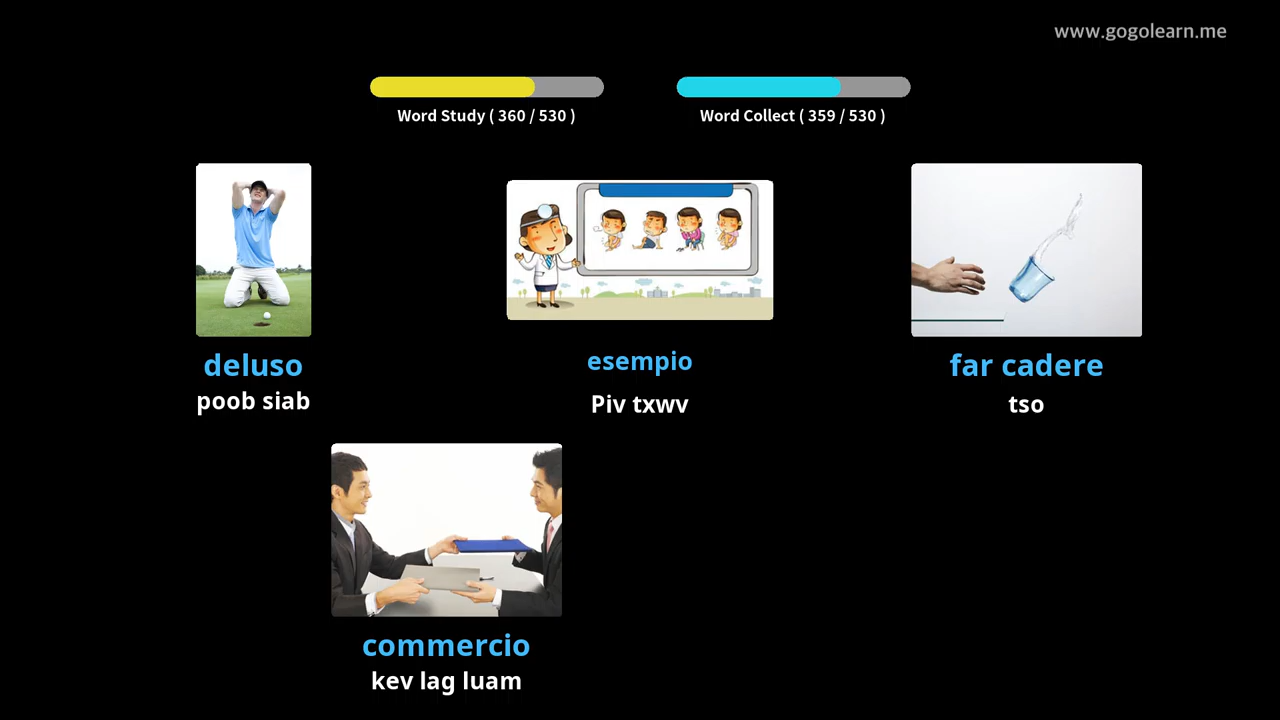 www.gogolearn.me
Word Study ( 360 / 530 )
Word Collect ( 359 / 530 )
deluso
poob siab
esempio
Piv txwv
far cadere
tso
commercio
kev lag luam